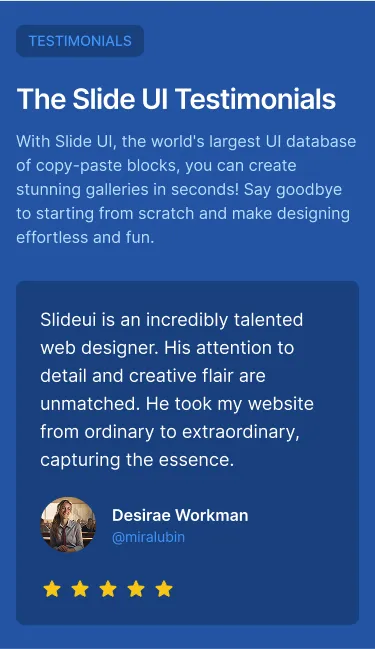 TESTIMONIALS
The Slide UI Testimonials
With Slide UI, the world's largest UI database
of copy-paste blocks, you can create
stunning galleries in seconds! Say goodbye
to starting from scratch and make designing
effortless and fun.
Slideui is an incredibly talented
web designer. His attention to
detail and creative flair are
unmatched. He took my website
from ordinary to extraordinary,
capturing the essence.
Desirae Workman
@miralubin